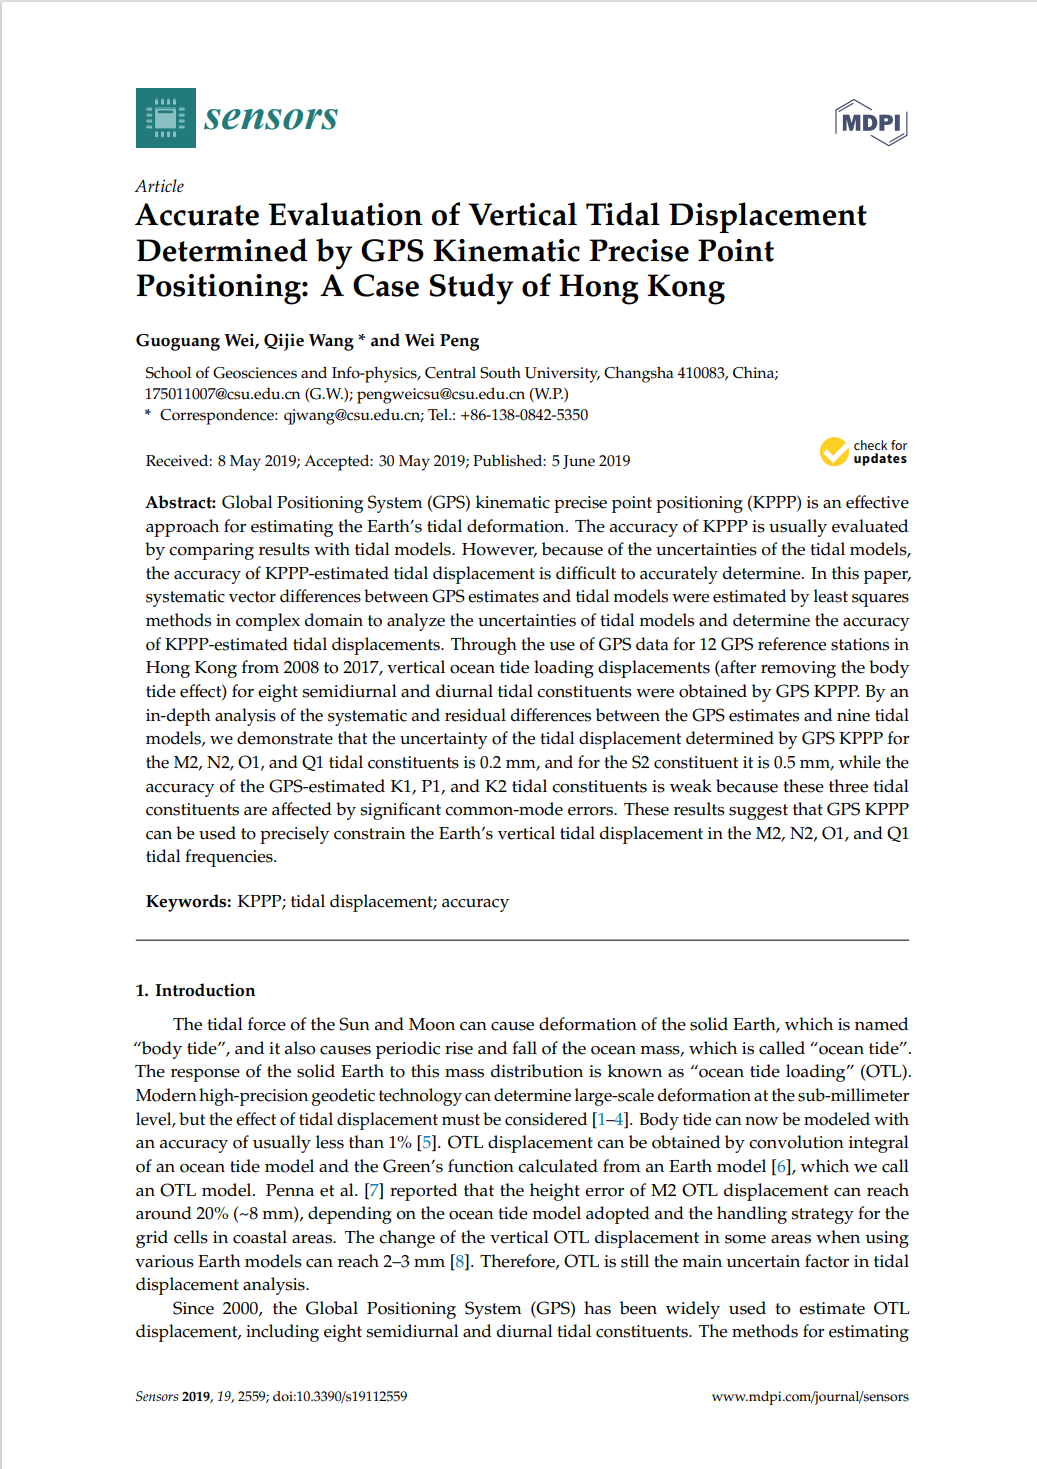 sensors
MDPI
Article
Accurate Evaluation of Vertical Tidal Displacement
Determined by GPS Kinematic Precise Point
Positioning: A Case Study of Hong Kong
Guoguang Wei, Qijie Wang * and Wei Peng
School of Geosciences and Info-physics, Central South University, Changsha 410083, China;
175011007@csu.edu.cn (G.W.); pengweicsu@csu.edu.cn (W.P.)
* Correspondence: qjwang@csu.edu.cn; Tel.: +86-138-0842-5350
Received: 8 May 2019; Accepted: 30 May 2019; Published: 5 June 2019
check for
updates
Abstract: Global Positioning System (GPS) kinematic precise point positioning (KPPP) is an effective
approach for estimating the Earth's tidal deformation. The accuracy of KPPP is usually evaluated
by comparing results with tidal models. However, because of the uncertainties of the tidal models,
the accuracy of KPPP-estimated tidal displacement is difficult to accurately determine. In this paper,
systematic vector differences between GPS estimates and tidal models were estimated by least squares
methods in complex domain to analyze the uncertainties of tidal models and determine the accuracy
of KPPP-estimated tidal displacements. Through the use of GPS data for 12 GPS reference stations in
Hong Kong from 2008 to 2017, vertical ocean tide loading displacements (after removing the body
tide effect) for eight semidiurnal and diurnal tidal constituents were obtained by GPS KPPP. By an
in-depth analysis of the systematic and residual differences between the GPS estimates and nine tidal
models, we demonstrate that the uncertainty of the tidal displacement determined by GPS KPPP for
the M2, N2, O1, and Q1 tidal constituents is 0.2 mm, and for the S2 constituent it is 0.5 mm, while the
accuracy of the GPS-estimated K1, P1, and K2 tidal constituents is weak because these three tidal
constituents are affected by significant common-mode errors. These results suggest that GPS KPPP
can be used to precisely constrain the Earth's vertical tidal displacement in the M2, N2, O1, and Q1
tidal frequencies.
Keywords: KPPP; tidal displacement; accuracy
1. Introduction
The tidal force of the Sun and Moon can cause deformation of the solid Earth, which is named
“body tide”, and it also causes periodic rise and fall of the ocean mass, which is called “ocean tide”.
The response of the solid Earth to this mass distribution is known as “ocean tide loading” (OTL).
Modern high-precision geodetic technology can determine large-scale deformation at the sub-millimeter
level, but the effect of tidal displacement must be considered [1–4]. Body tide can now be modeled with
an accuracy of usually less than 1% [5]. OTL displacement can be obtained by convolution integral
of an ocean tide model and the Green's function calculated from an Earth model [6], which we call
an OTL model. Penna et al. [7] reported that the height error of M2 OTL displacement can reach
around 20% (~8 mm), depending on the ocean tide model adopted and the handling strategy for the
grid cells in coastal areas. The change of the vertical OTL displacement in some areas when using
various Earth models can reach 2–3 mm [8]. Therefore, OTL is still the main uncertain factor in tidal
displacement analysis.
Since 2000, the Global Positioning System (GPS) has been widely used to estimate OTL
displacement, including eight semidiurnal and diurnal tidal constituents. The methods for estimating
Sensors 2019, 19, 2559; doi:10.3390/s19112559
www.mdpi.com/journal/sensors